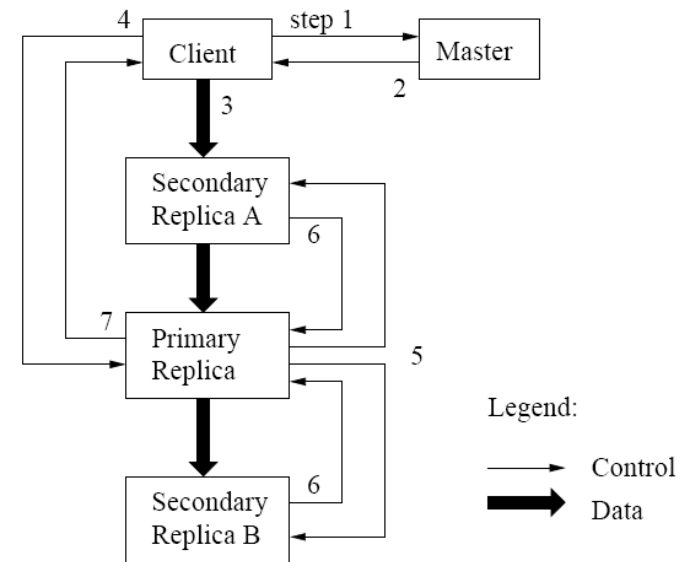 4
step 1
Client
Master
2
3
Secondary
Replica A
6
7
Primary
Replica
5
Legend:
Control
Data
6
Secondary
Replica B